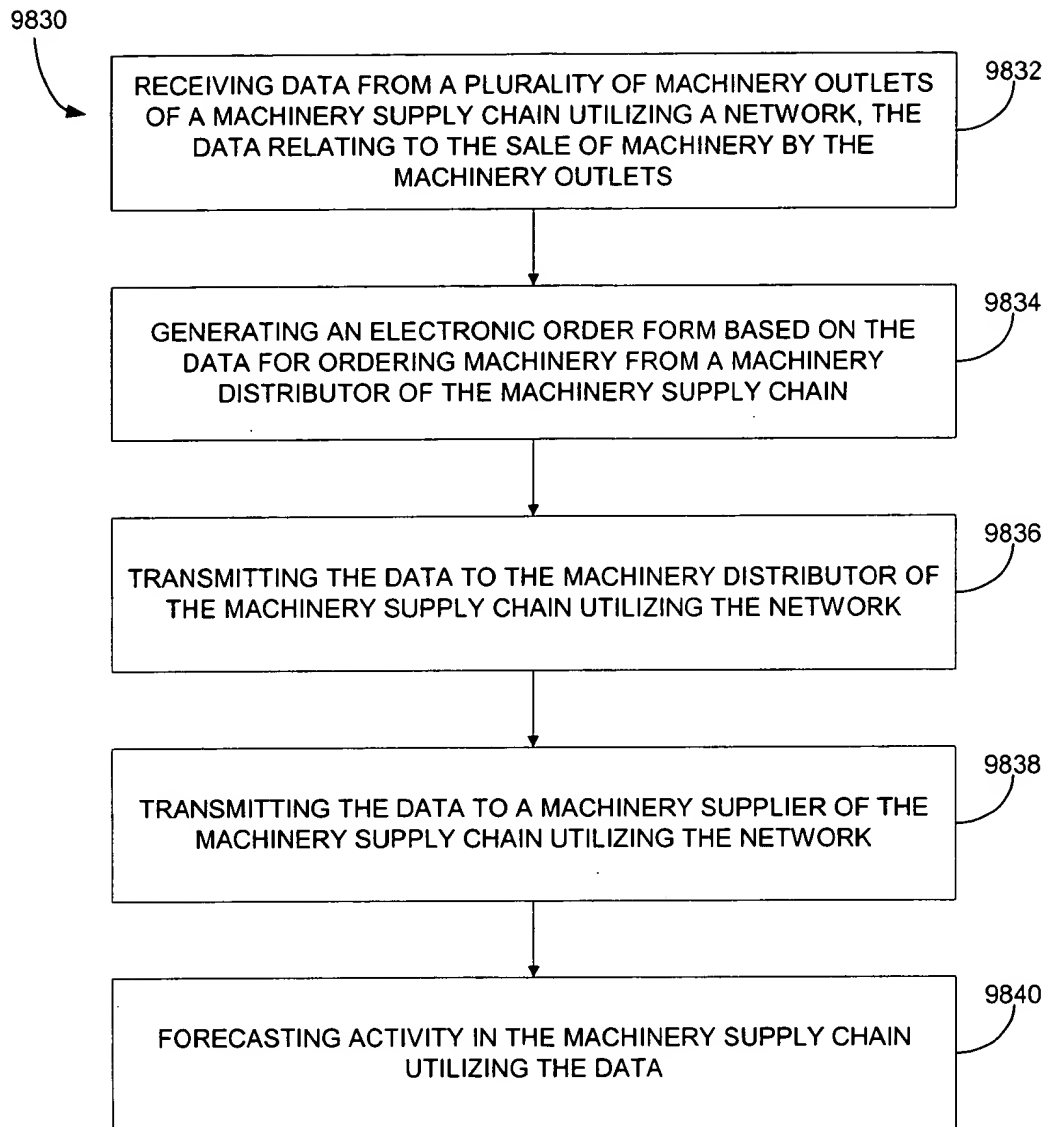 9830
RECEIVING DATA FROM A PLURALITY OF MACHINERY OUTLETS
OF A MACHINERY SUPPLY CHAIN UTILIZING A NETWORK, THE
DATA RELATING TO THE SALE OF MACHINERY BY THE
MACHINERY OUTLETS
9832
GENERATING AN ELECTRONIC ORDER FORM BASED ON THE
DATA FOR ORDERING MACHINERY FROM A MACHINERY
DISTRIBUTOR OF THE MACHINERY SUPPLY CHAIN
9834
TRANSMITTING THE DATA TO THE MACHINERY DISTRIBUTOR OF
THE MACHINERY SUPPLY CHAIN UTILIZING THE NETWORK
9836
TRANSMITTING THE DATA TO A MACHINERY SUPPLIER OF THE
MACHINERY SUPPLY CHAIN UTILIZING THE NETWORK
9838
FORECASTING ACTIVITY IN THE MACHINERY SUPPLY CHAIN
UTILIZING THE DATA
9840